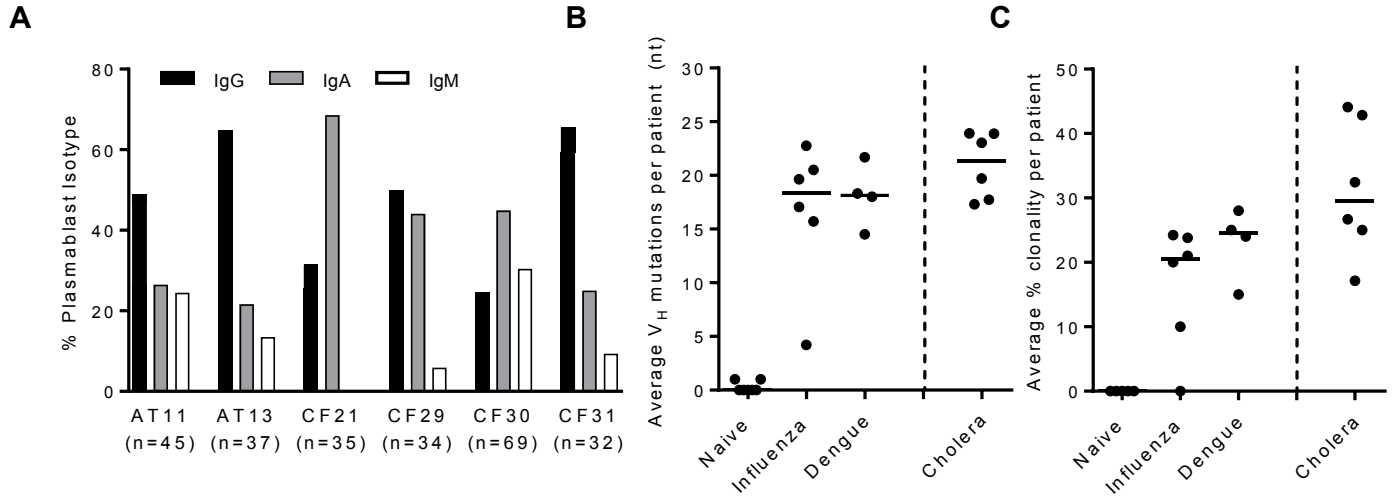 A
B
C
% Plasmablast Isotype
80
60
40
20
0
IgG
IgA
IgM
AT11
(n=45)
AT13
(n=37)
CF21
(n=35)
CF29
(n=34)
CF30
(n=69)
CF31
(n=32)
Average VH mutations per patient (nt)
30
25
20
15
10
5
0
Naive
Influenza
Dengue
Cholera
Average % clonality per patient
50
40
30
20
10
0
Naive
Influenza
Dengue
Cholera